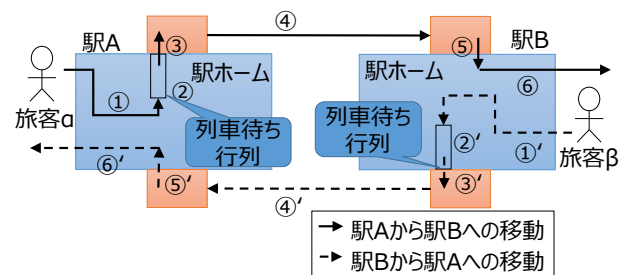 ④
駅A
③
⑤
駅B
駅ホーム
駅ホーム
⑥
②
①
旅客α
列車待ち
行列
列車待ち
行列
②′
①′
旅客β
⑥′
⑤′
③′
④′
駅Aから駅Bへの移動
駅Bから駅Aへの移動